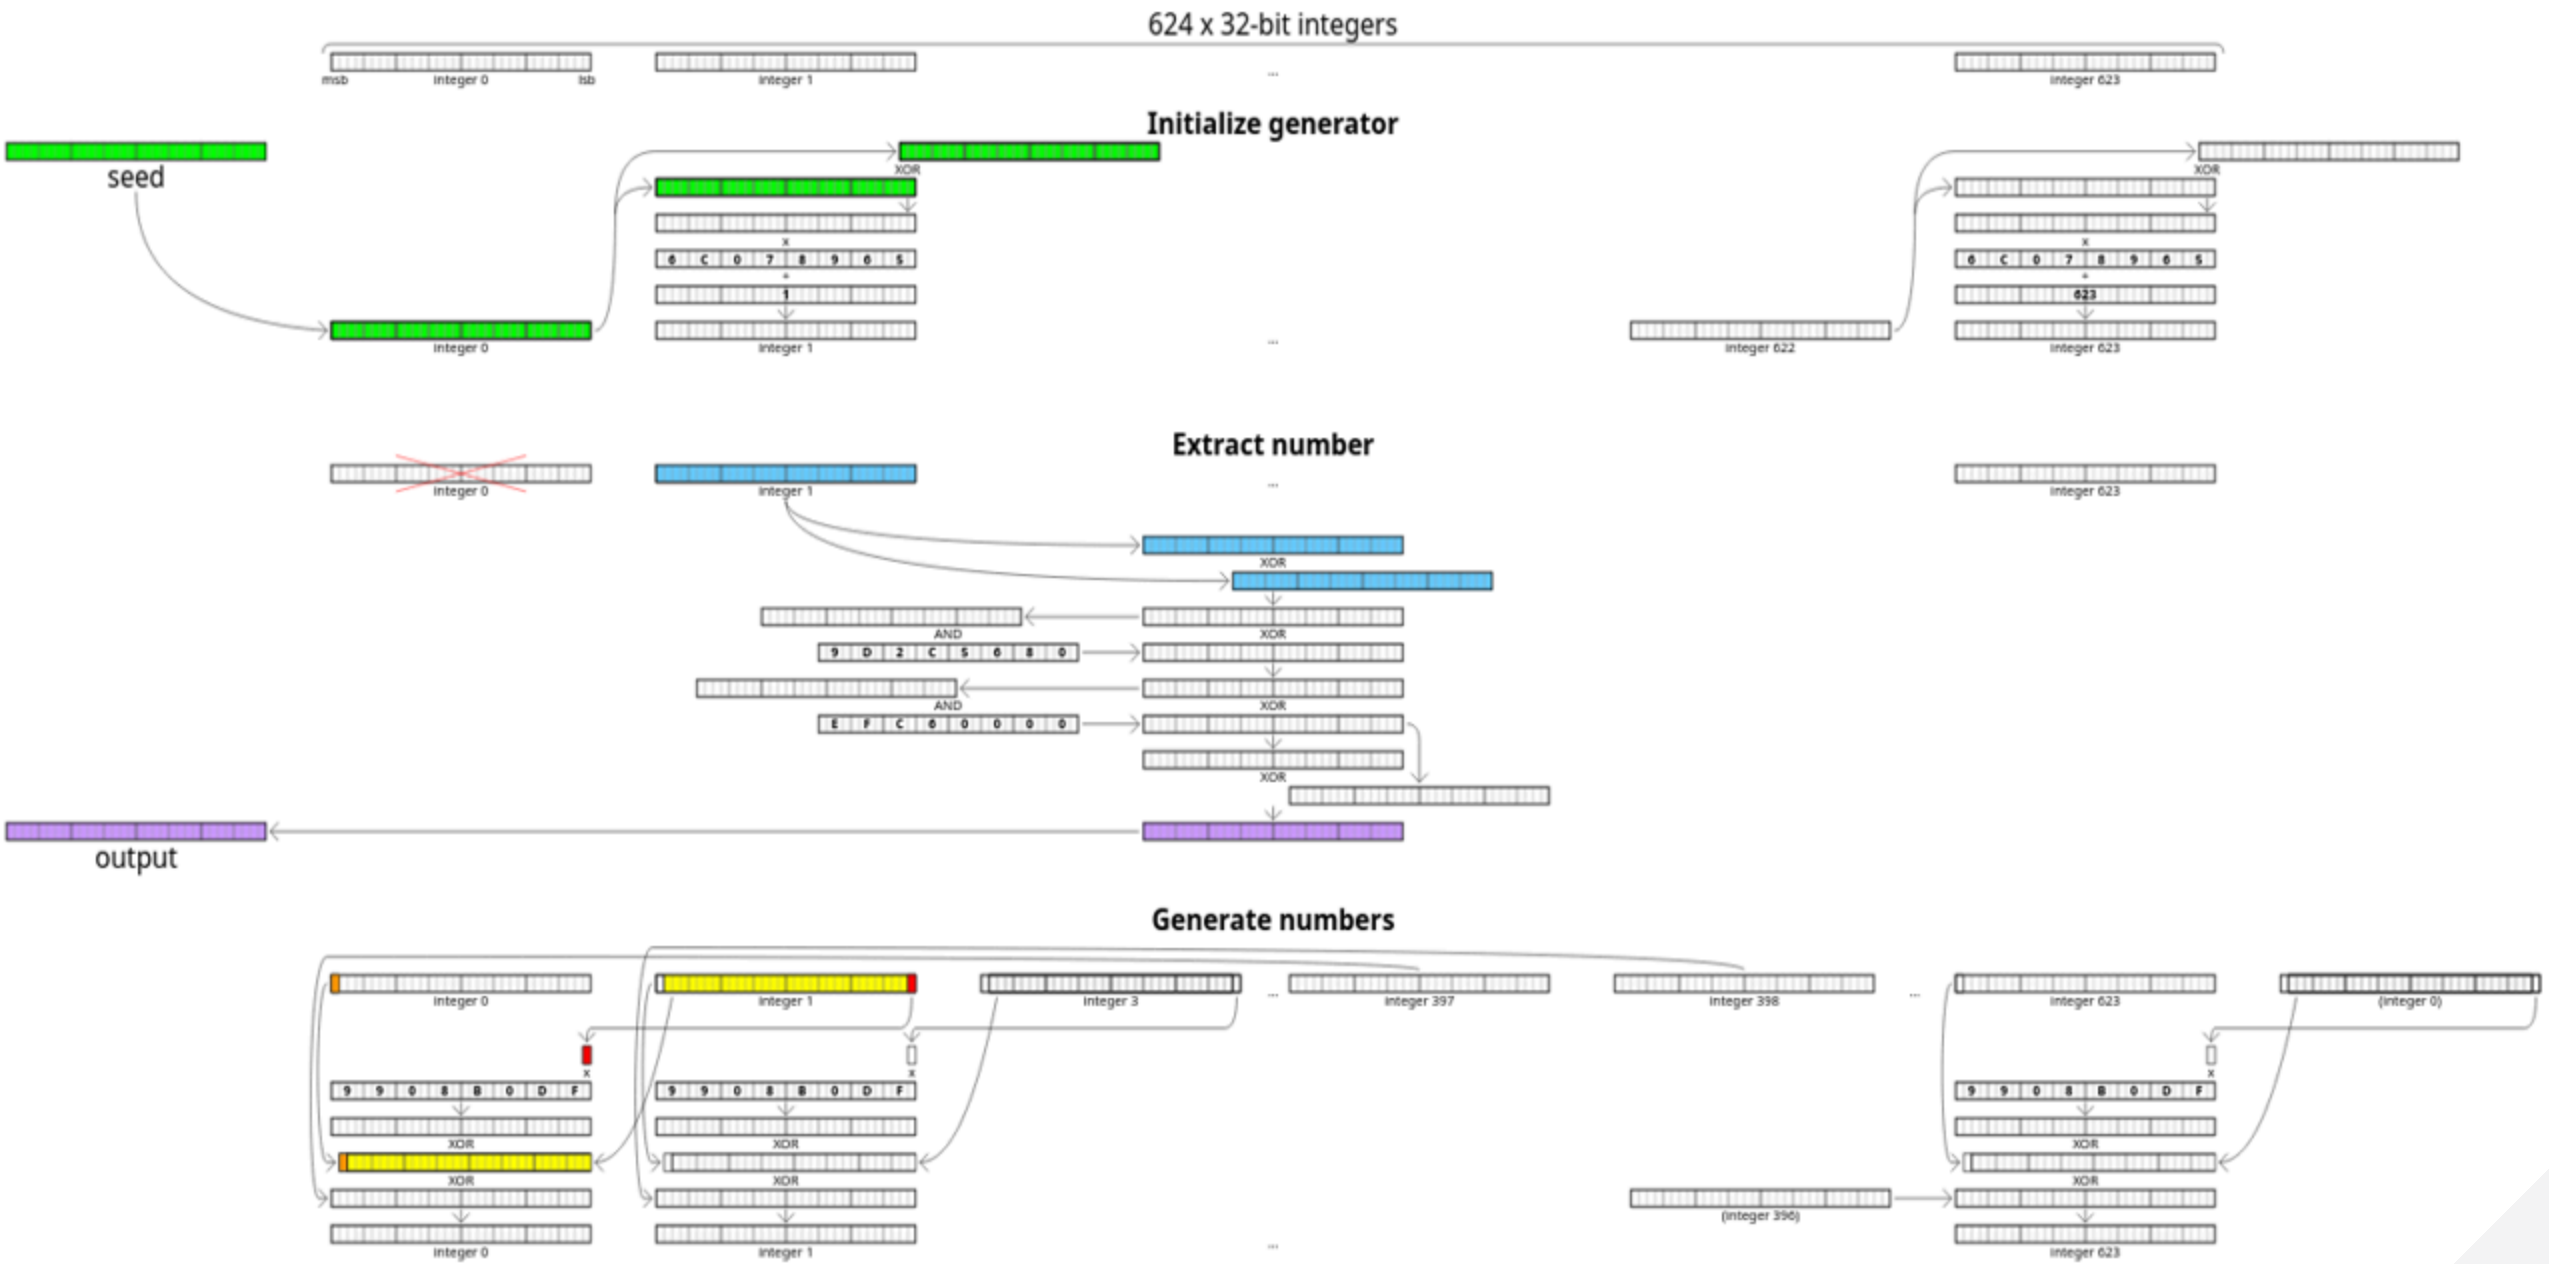 624 x 32-bit integers
msb integer 0 lsb integer 1 ... integer 623
Initialize generator
seed
XOR XOR
x x
6 C 0 7 8 9 6 5 6 C 0 7 8 9 6 5
+ +
1 623
integer 0 integer 1 ... integer 622 integer 623
Extract number
integer 0 integer 1 ... integer 623
XOR
AND XOR
9 D 2 C 5 6 8 0
AND XOR
E F C 6 0 0 0 0
XOR
output
Generate numbers
integer 0 integer 1 integer 3 ... integer 397 integer 398 ... integer 623 (integer 0)
x x x
9 9 0 8 B 0 D F 9 9 0 8 B 0 D F 9 9 0 8 B 0 D F
XOR XOR XOR
XOR XOR XOR
(integer 396)
integer 0 integer 1 ... integer 623